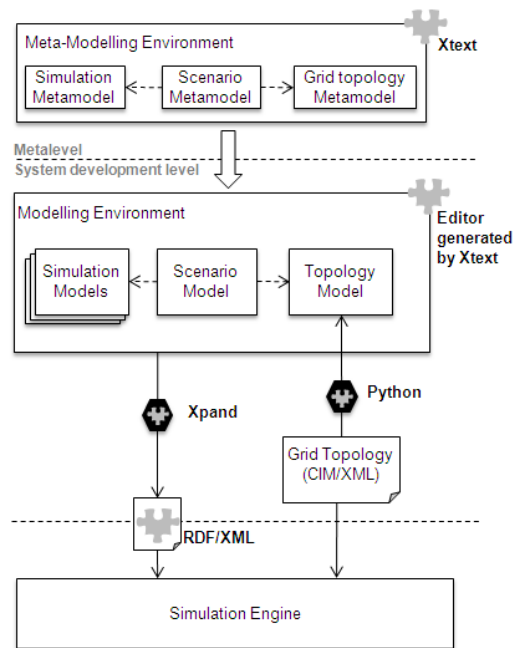 Meta-Modelling Environment
Xtext
Simulation
Metamodel
Scenario
Metamodel
Grid topology
Metamodel
Metalevel
System development level
Modelling Environment
Editor
generated
by Xtext
Simulation
Models
Scenario
Model
Topology
Model
Xpand
Python
Grid Topology
(CIM/XML)
RDF/XML
Simulation Engine